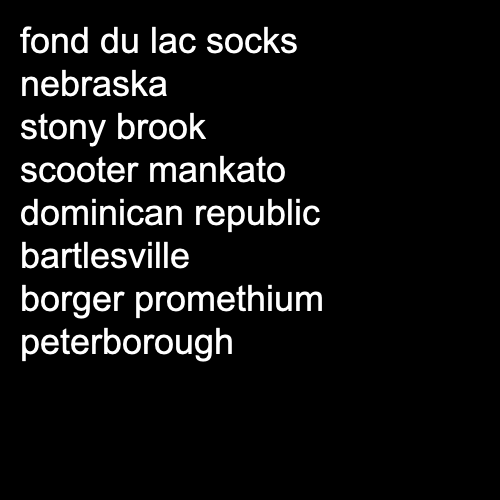 fond du lac socks
nebraska
stony brook
scooter mankato
dominican republic
bartlesville
borger promethium
peterborough